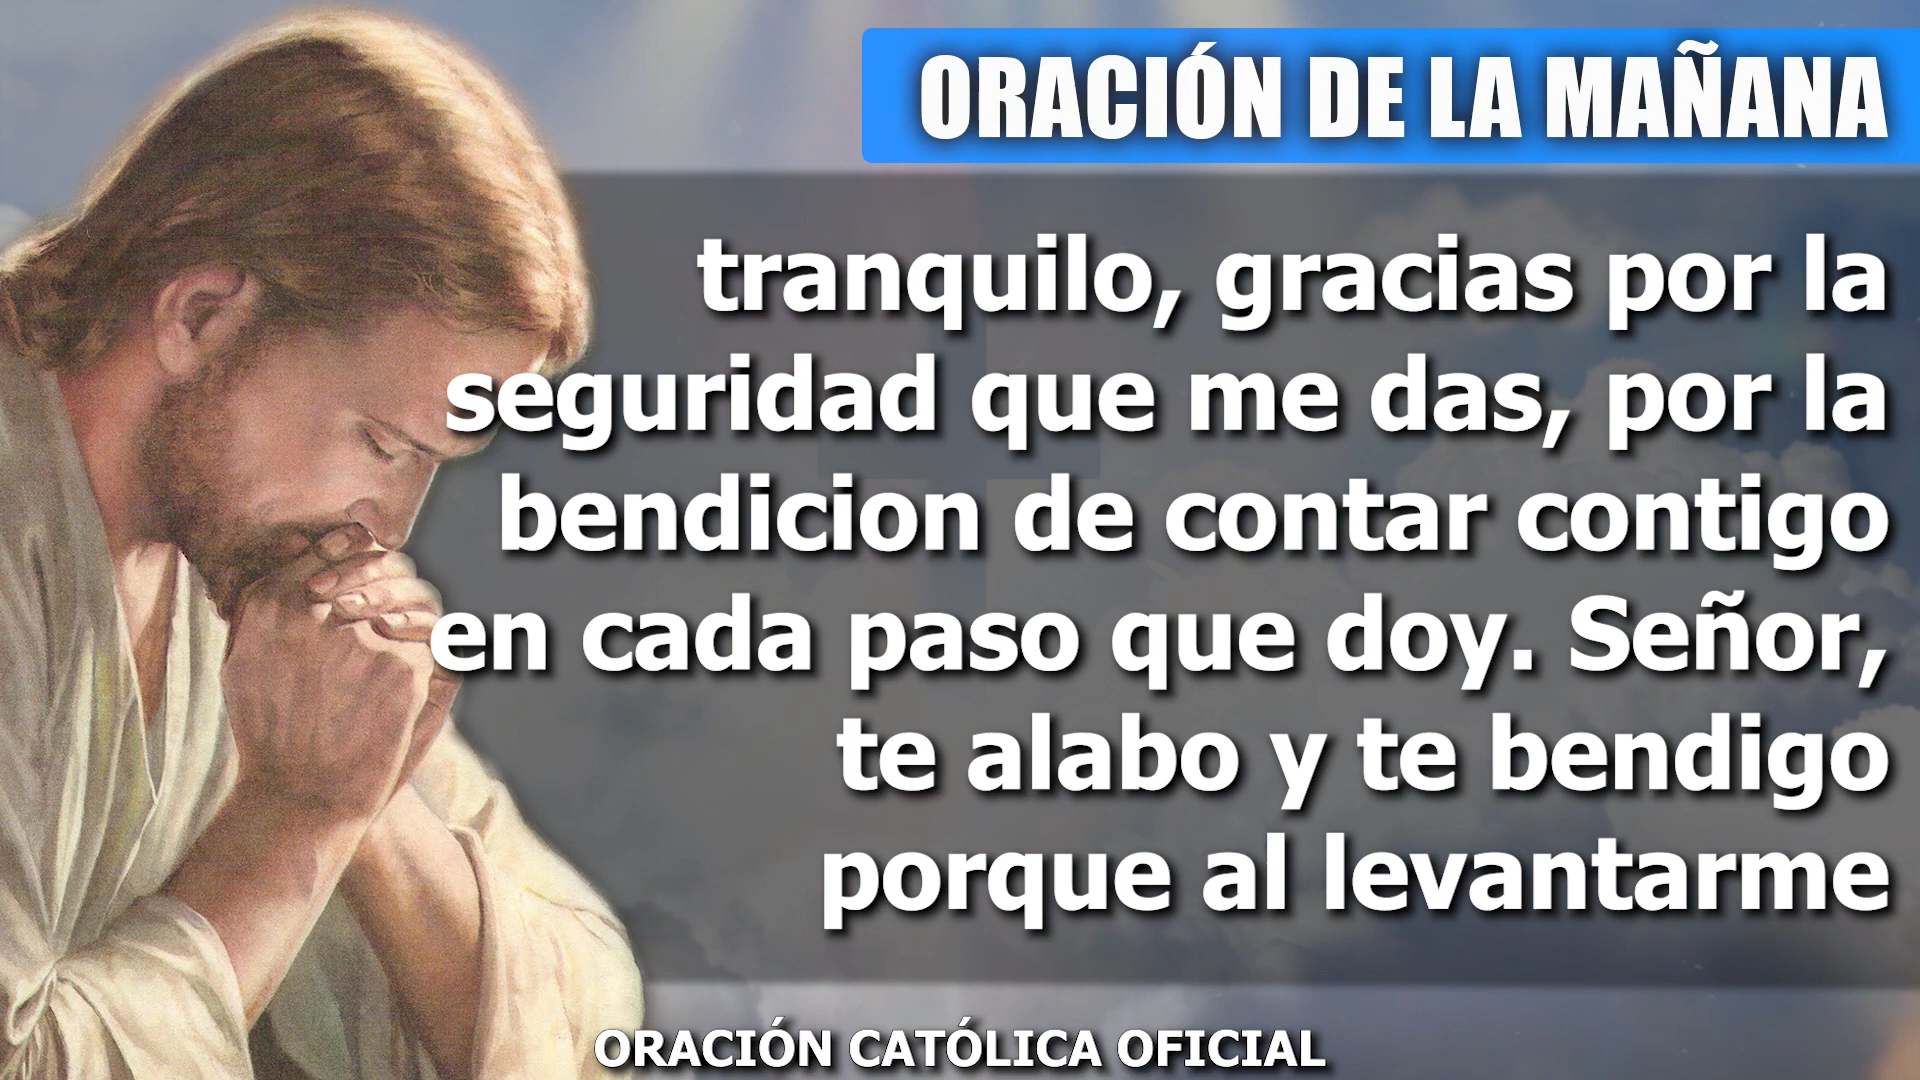 ORACIÓN DE LA MAÑANA
tranquilo, gracias por la
seguridad que me das, por la
bendicion de contar contigo
en cada paso que doy. Señor,
te alabo y te bendigo
porque al levantarme
ORACIÓN CATÓLICA OFICIAL